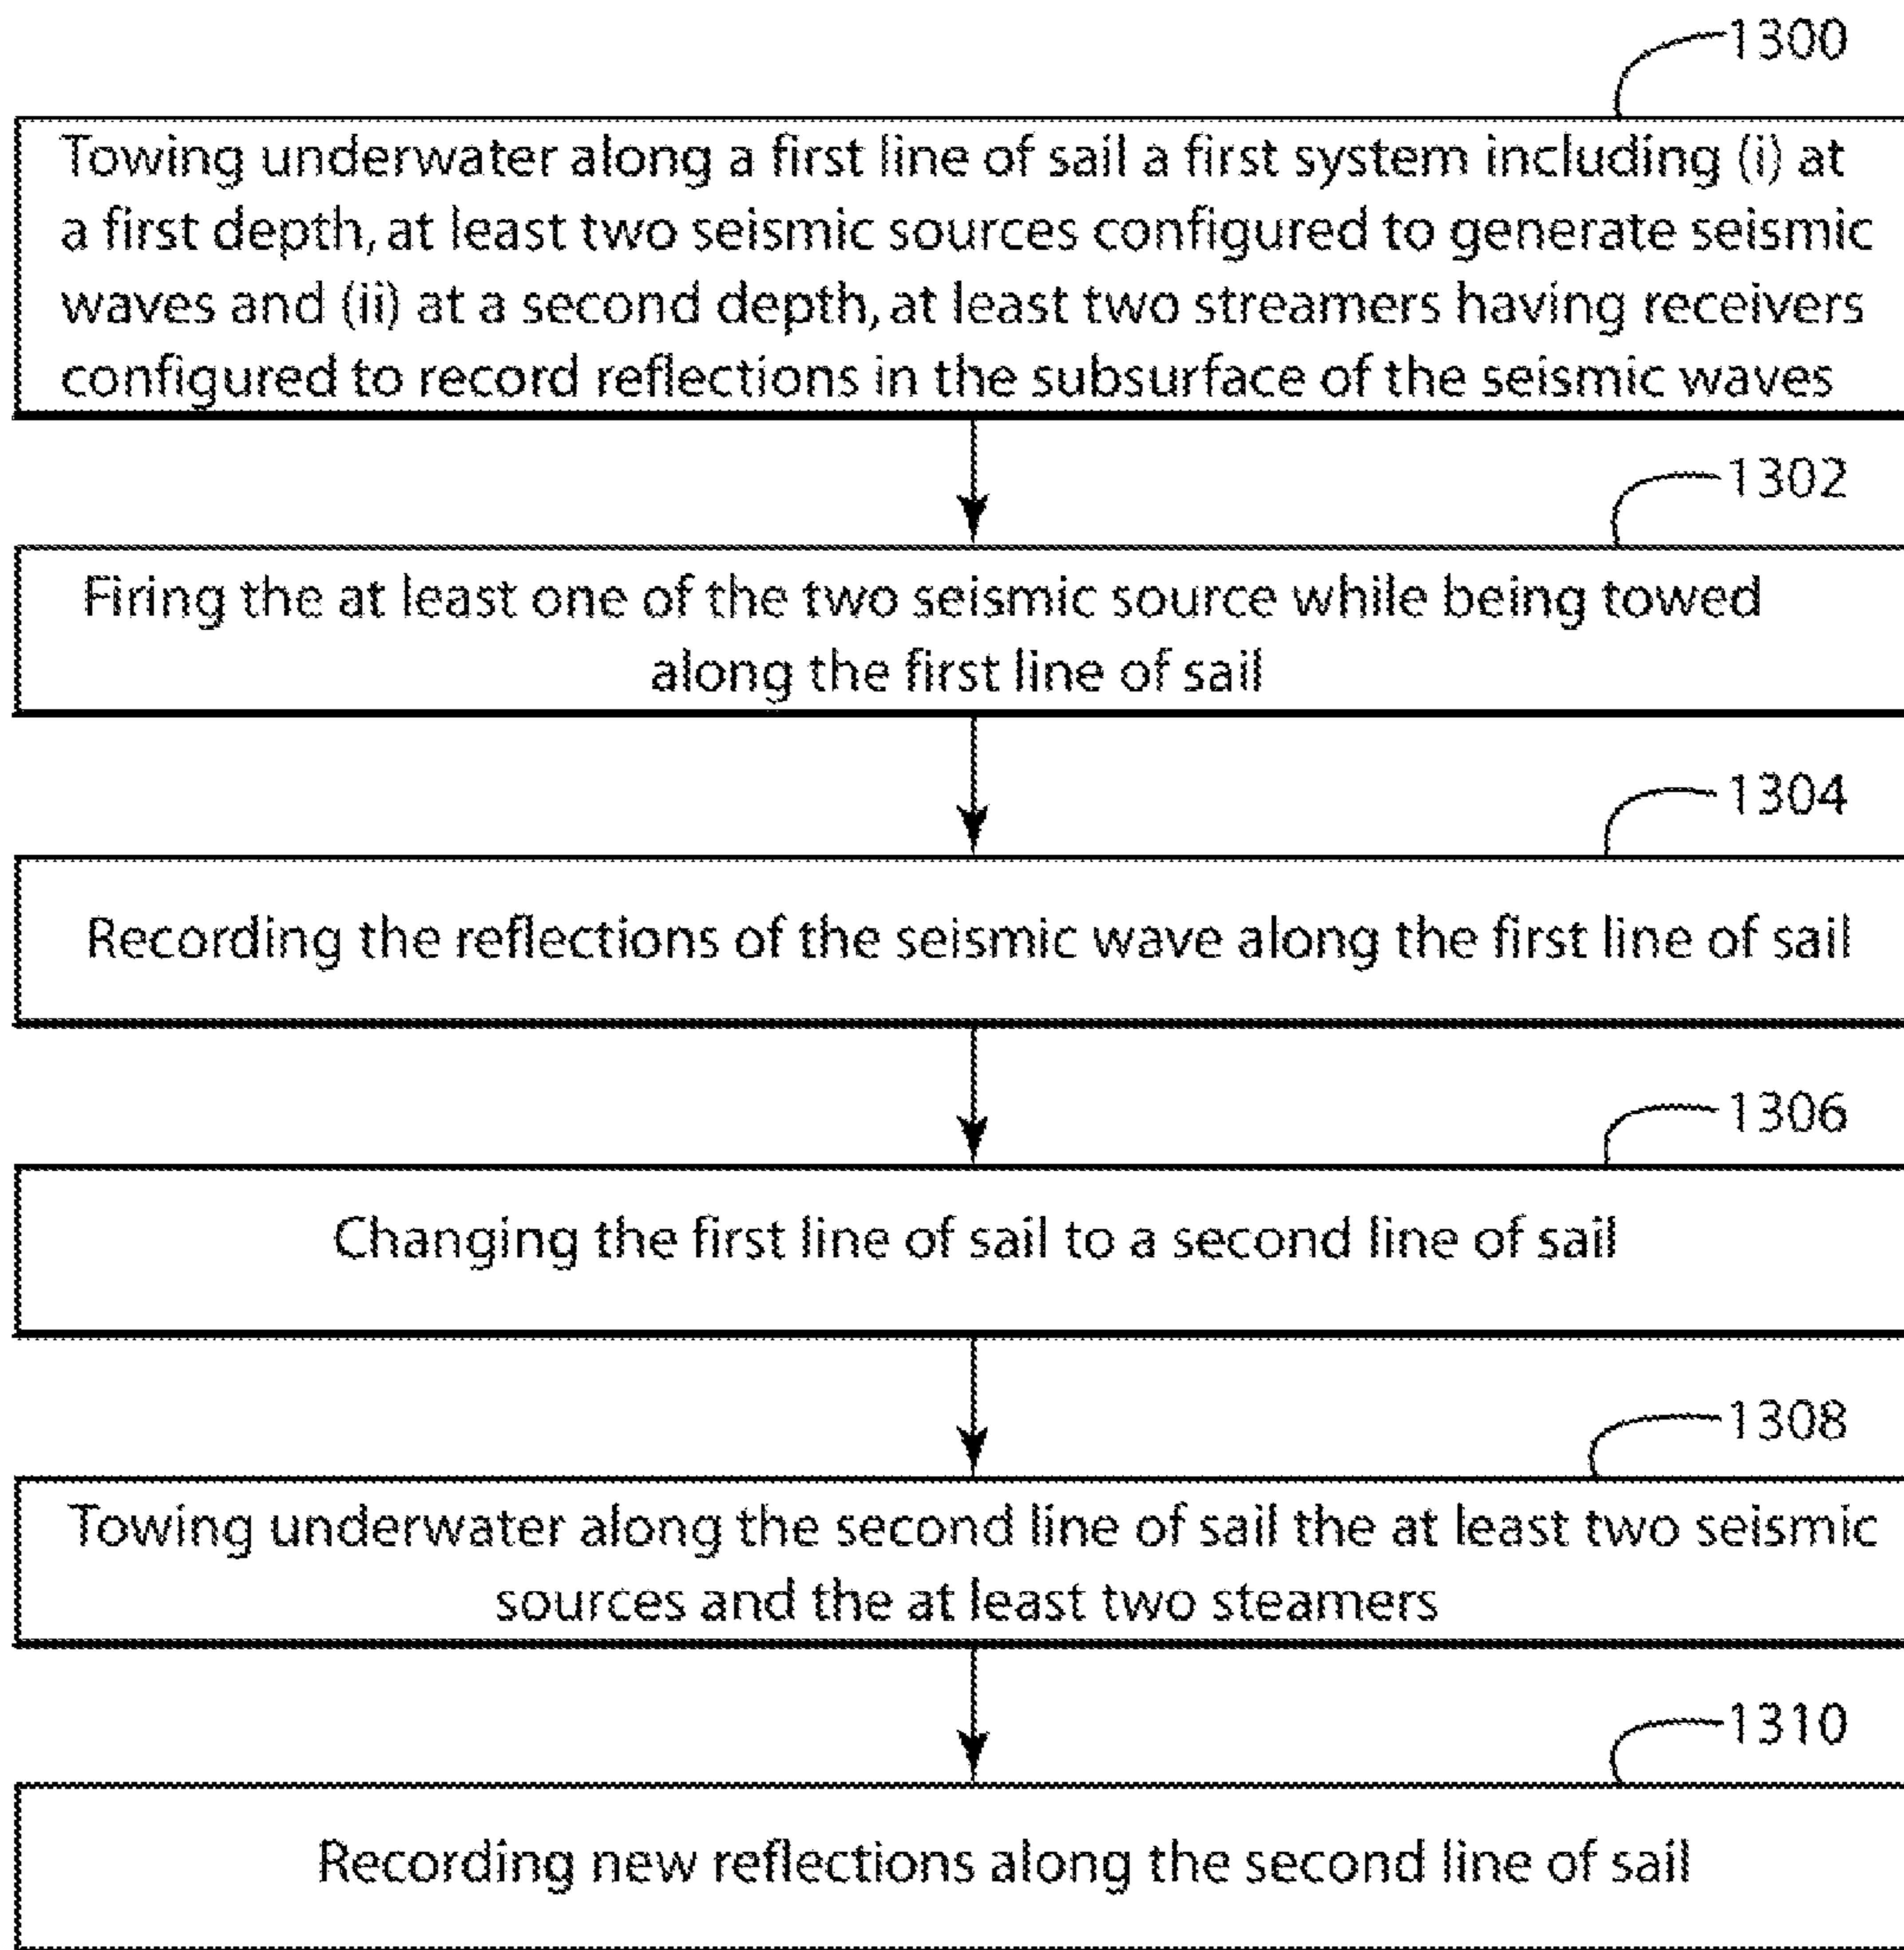 1300
Towing underwater along a first line of sail a first system including (i) at
a first depth, at least two seismic sources configured to generate seismic
waves and (ii) at a second depth, at least two streamers having receivers
configured to record reflections in the subsurface of the seismic waves
1302
Firing the at least one of the two seismic source while being towed
along the first line of sail
1304
Recording the reflections of the seismic wave along the first line of sail
1306
Changing the first line of sail to a second line of sail
1308
Towing underwater along the second line of sail the at least two seismic
sources and the at least two steamers
1310
Recording new reflections along the second line of sail